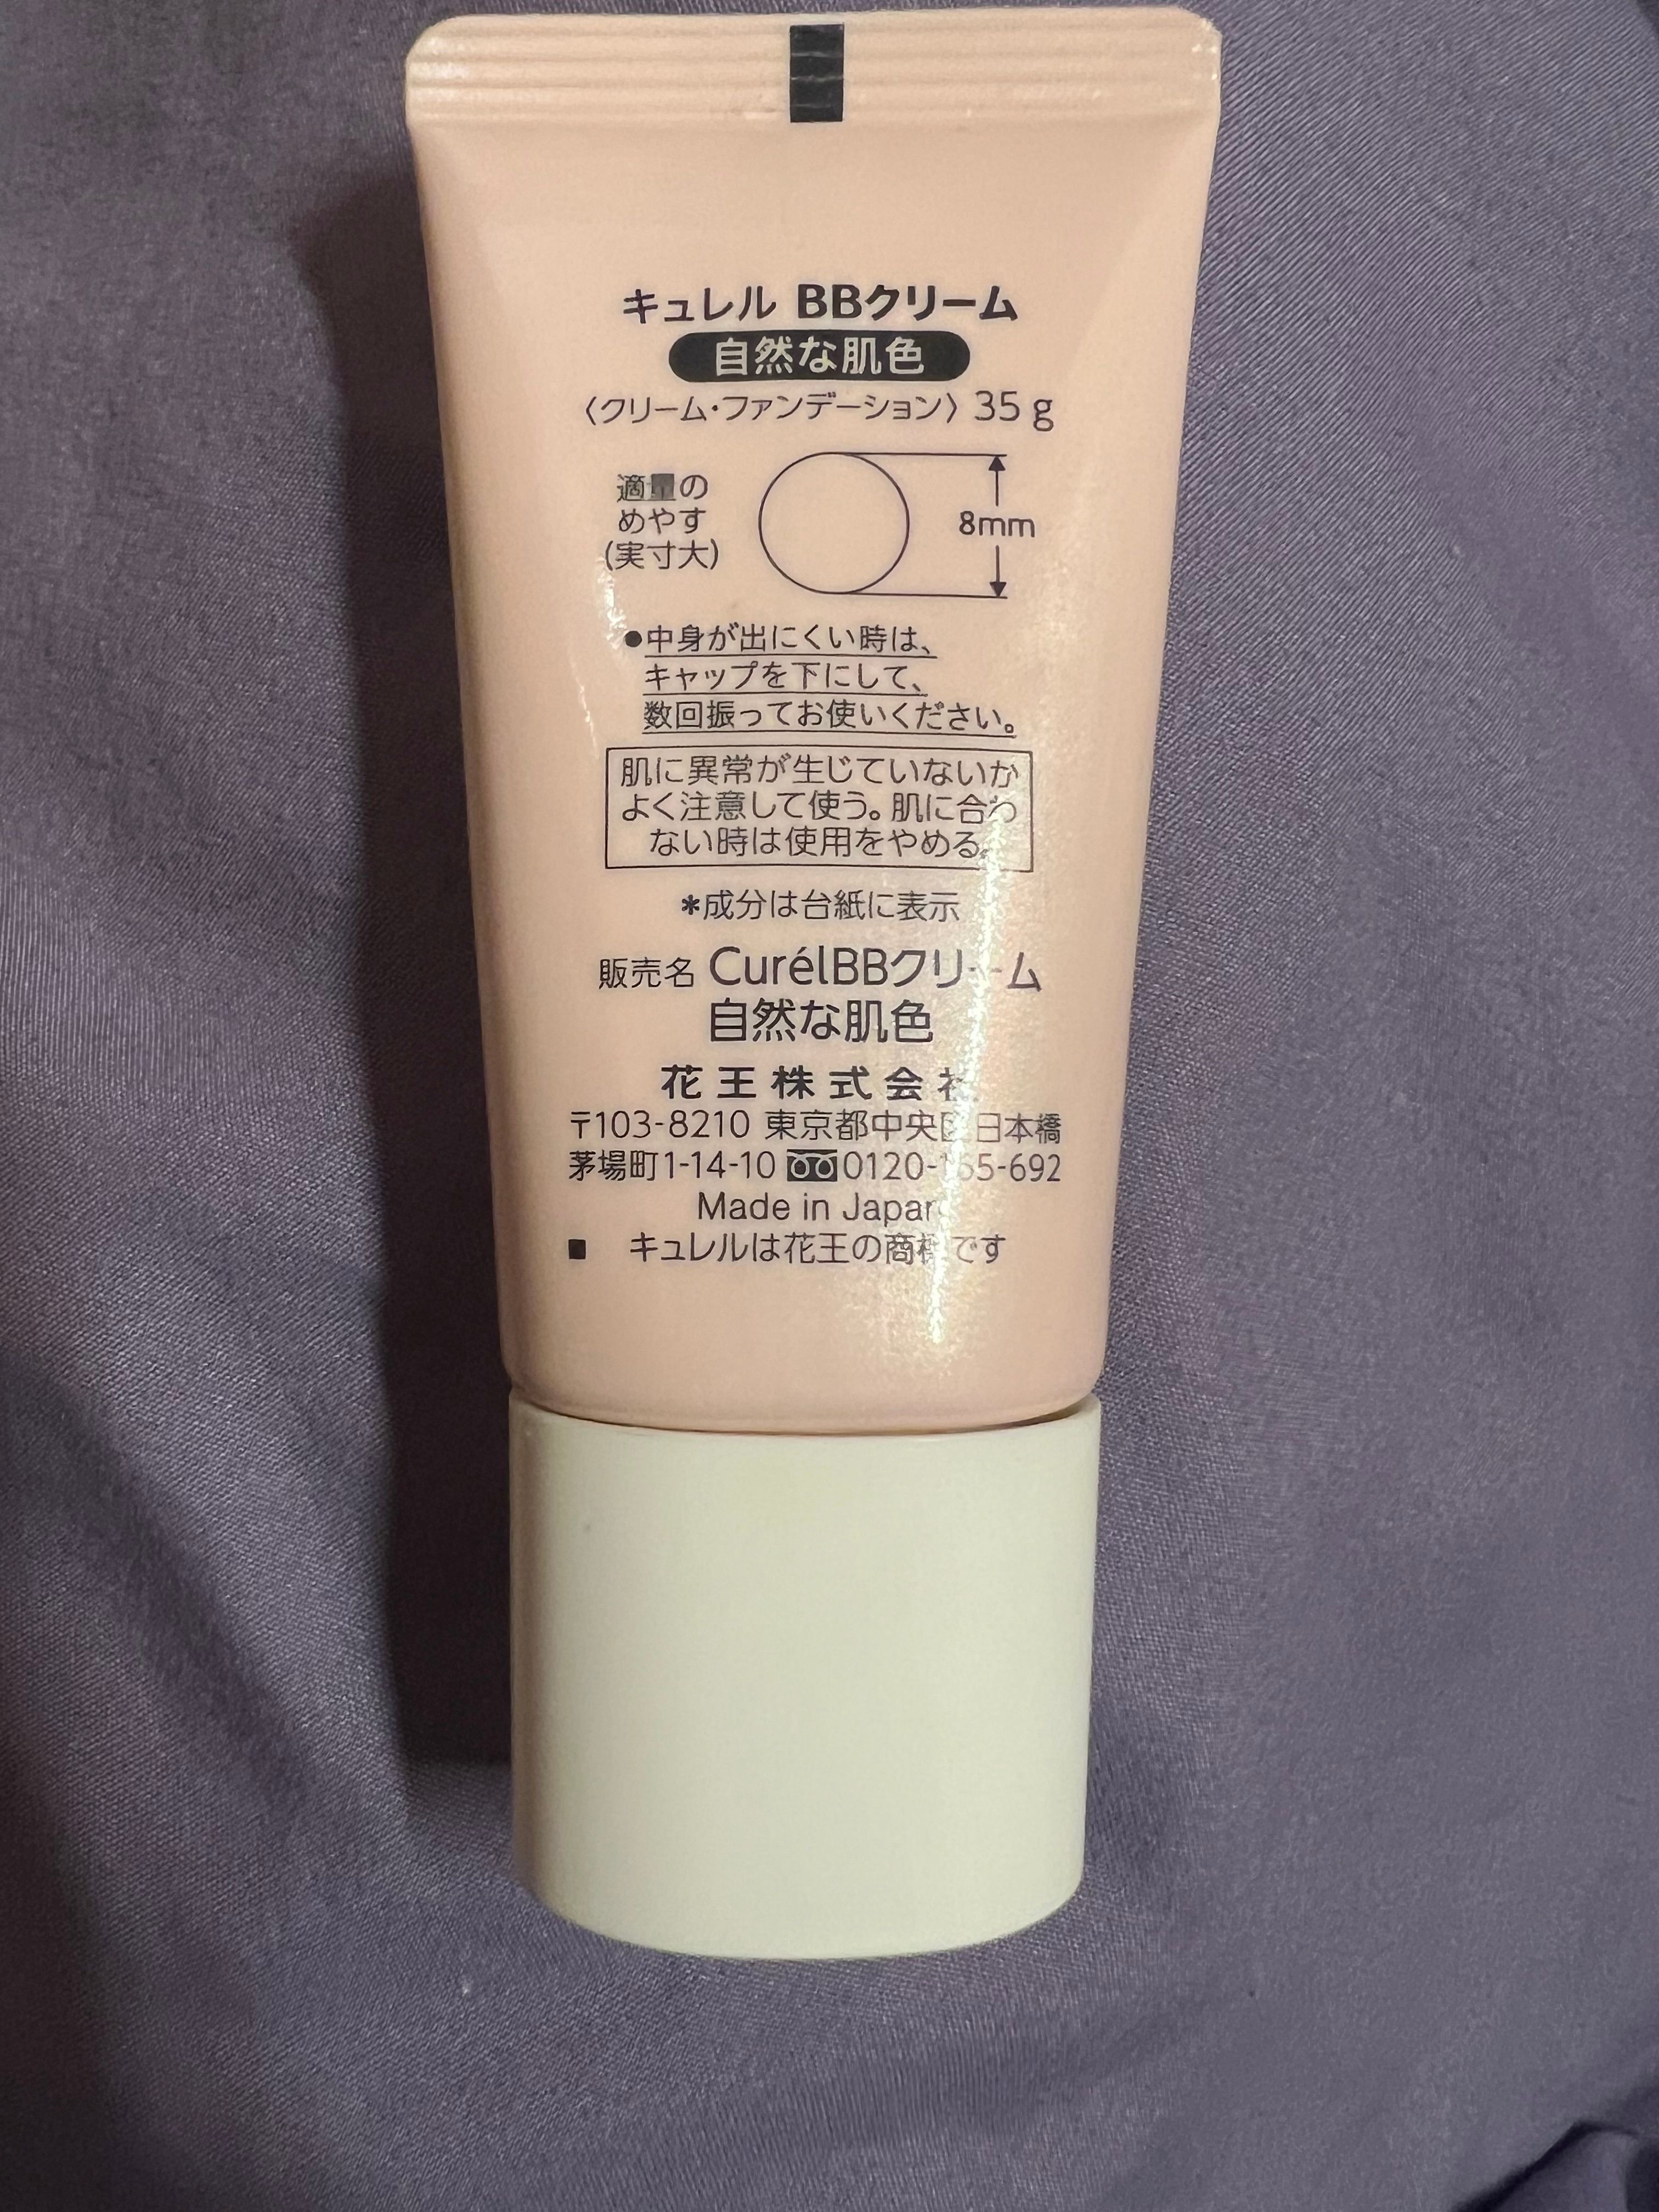 キュレル BBクリーム
自然な肌色
〈クリーム・ファンデーション〉35g
適量の
めやす
(実寸大)
8mm
●中身が出にくい時は、
キャップを下にして、
数回振ってお使いください。
肌に異常が生じていないか
よく注意して使う。肌に合わ
ない時は使用をやめる。
*成分は台紙に表示
販売名 CurélBBクリーム
自然な肌色
花王株式会社
〒103-8210 東京都中央区日本橋
茅場町1-14-10
Made in Japan
■ キュレルは花王の商標です